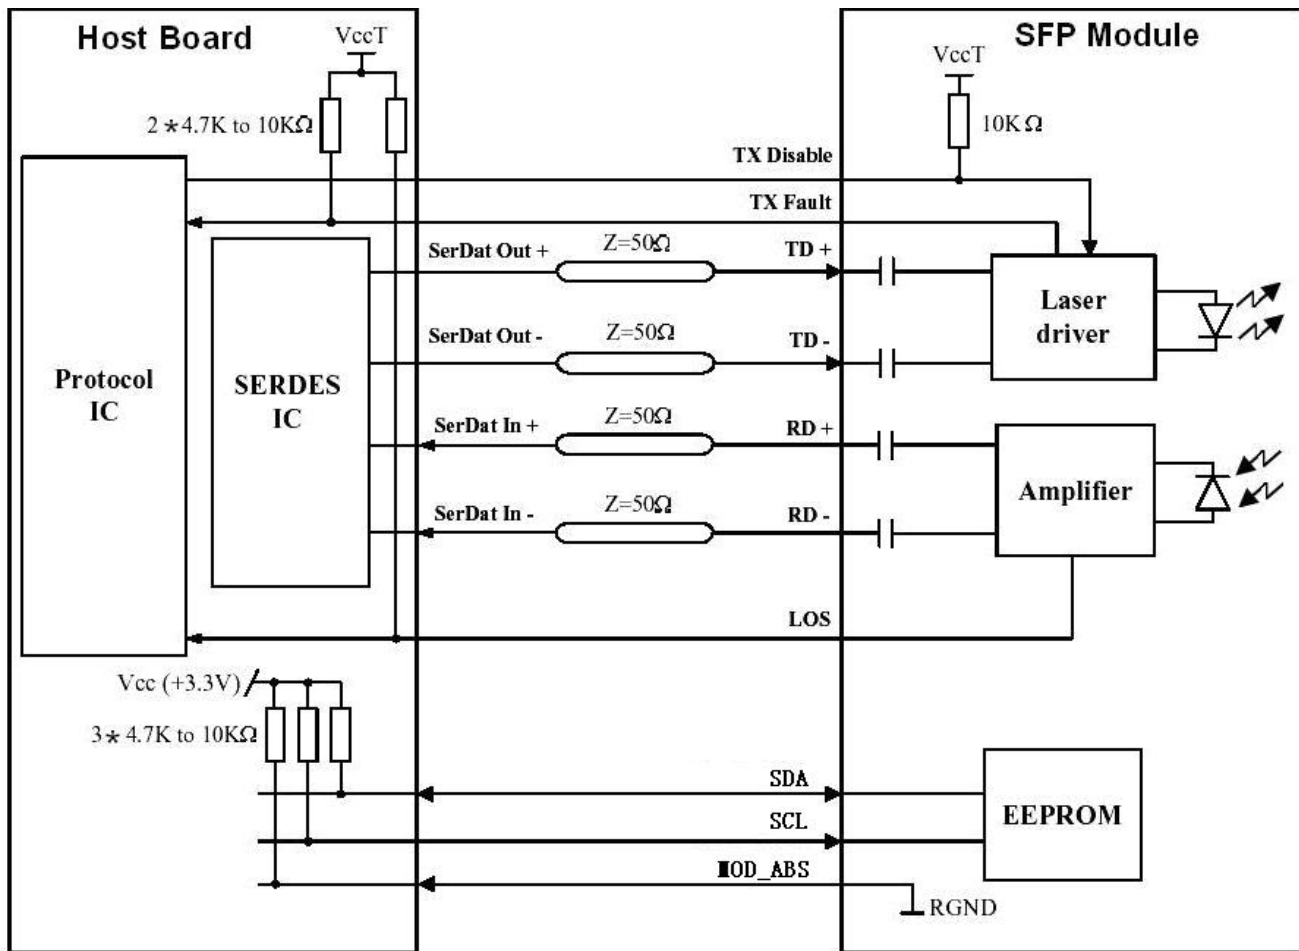 Host Board
SFP Module
VccT
VccT
2*4.7K to 10KΩ
10KΩ
TX Disable
TX Fault
SerDat Out +
Z=50Ω
TD +
Laser
driver
SerDat Out -
Z=50Ω
TD -
Protocol
IC
SERDES
IC
SerDat In +
Z=50Ω
RD +
Amplifier
SerDat In -
Z=50Ω
RD -
LOS
Vcc (+3.3V)
3*4.7K to 10KΩ
SDA
EEPROM
SCL
MOD_ABS
RGND